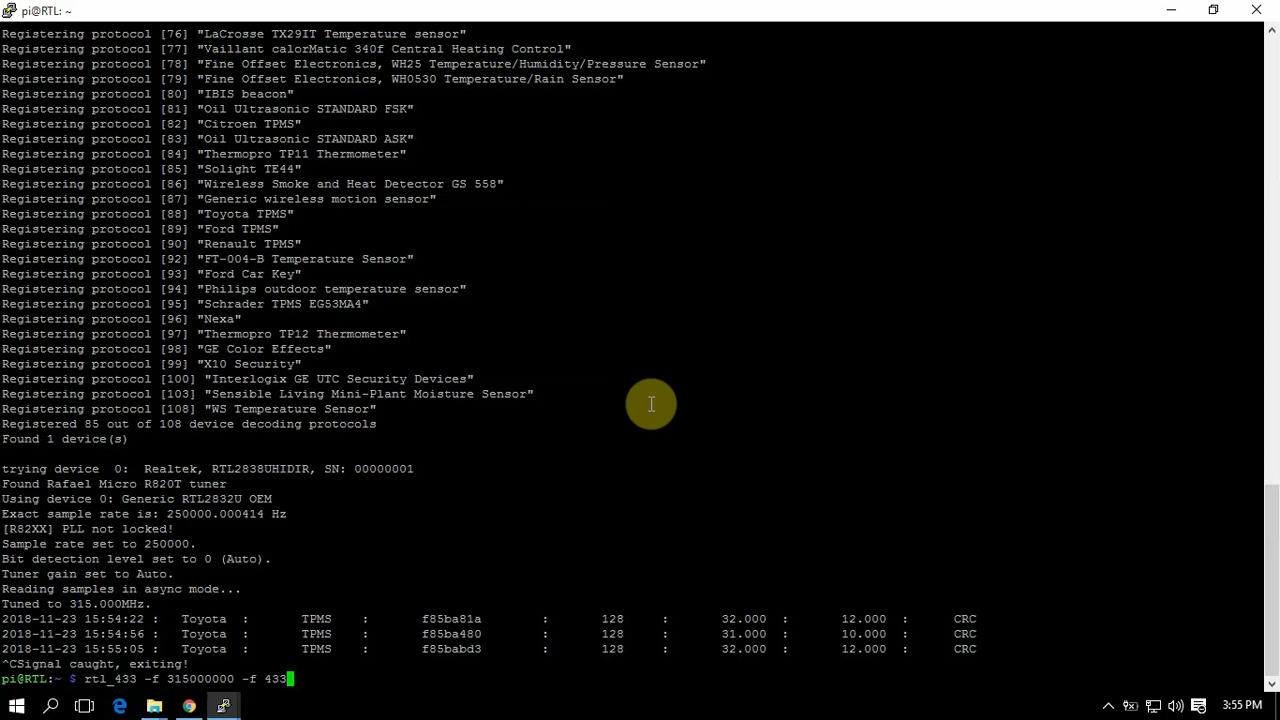 pi@RTL: ~
Registering protocol [76] "LaCrosse TX29IT Temperature sensor"
Registering protocol [77] "Vaillant calorMatic 340f Central Heating Control"
Registering protocol [78] "Fine Offset Electronics, WH25 Temperature/Humidity/Pressure Sensor"
Registering protocol [79] "Fine Offset Electronics, WH0530 Temperature/Rain Sensor"
Registering protocol [80] "IBIS beacon"
Registering protocol [81] "Oil Ultrasonic STANDARD FSK"
Registering protocol [82] "Citroen TPMS"
Registering protocol [83] "Oil Ultrasonic STANDARD ASK"
Registering protocol [84] "Thermopro TP11 Thermometer"
Registering protocol [85] "Solight TE44"
Registering protocol [86] "Wireless Smoke and Heat Detector GS 558"
Registering protocol [87] "Generic wireless motion sensor"
Registering protocol [88] "Toyota TPMS"
Registering protocol [89] "Ford TPMS"
Registering protocol [90] "Renault TPMS"
Registering protocol [92] "FT-004-B Temperature Sensor"
Registering protocol [93] "Ford Car Key"
Registering protocol [94] "Philips outdoor temperature sensor"
Registering protocol [95] "Schrader TPMS EG53MA4"
Registering protocol [96] "Nexa"
Registering protocol [97] "Thermopro TP12 Thermometer"
Registering protocol [98] "GE Color Effects"
Registering protocol [99] "X10 Security"
Registering protocol [100] "Interlogix GE UTC Security Devices"
Registering protocol [103] "Sensible Living Mini-Plant Moisture Sensor"
Registering protocol [108] "WS Temperature Sensor"
Registered 85 out of 108 device decoding protocols
Found 1 device(s)
trying device  0:  Realtek, RTL2838UHIDIR, SN: 00000001
Found Rafael Micro R820T tuner
Using device 0: Generic RTL2832U OEM
Exact sample rate is: 250000.000414 Hz
[R82XX] PLL not locked!
Sample rate set to 250000.
Bit detection level set to 0 (Auto).
Tuner gain set to Auto.
Reading samples in async mode...
Tuned to 315.000MHz.
2018-11-23 15:54:22 : Toyota : TPMS : f85ba81a : 128 : 32.000 : 12.000 : CRC
2018-11-23 15:54:56 : Toyota : TPMS : f85ba480 : 128 : 31.000 : 10.000 : CRC
2018-11-23 15:55:05 : Toyota : TPMS : f85babd3 : 128 : 32.000 : 12.000 : CRC
^CSignal caught, exiting!
pi@RTL:~ $ rtl_433 -f 315000000 -f 433
3:55 PM